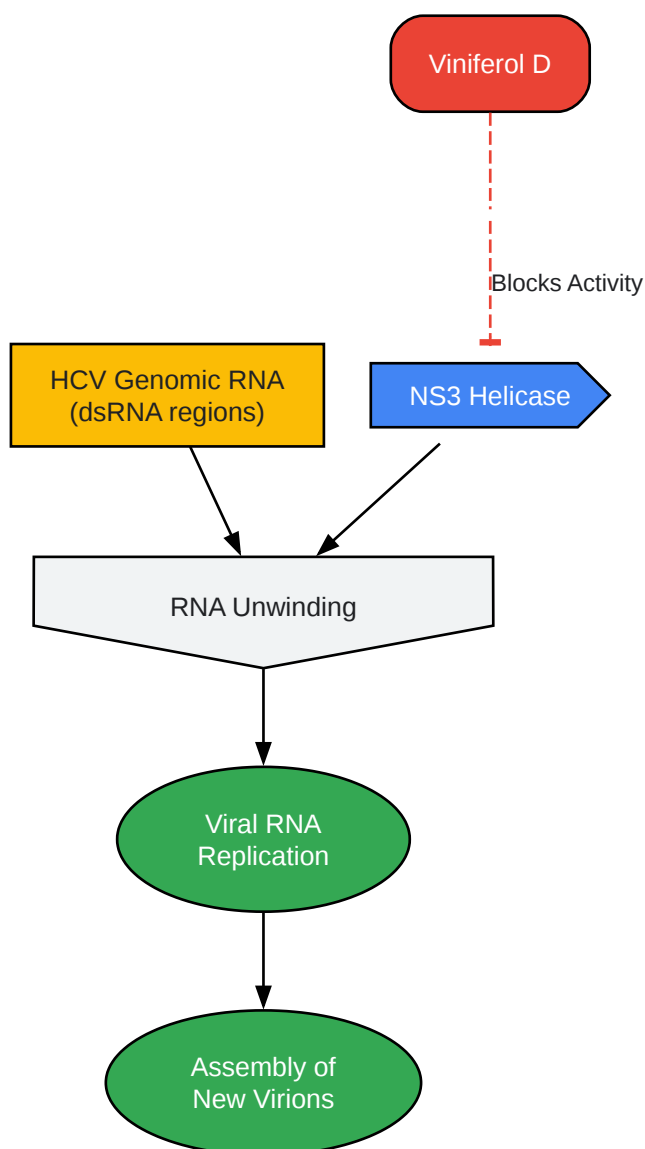 Viniferol D
Blocks Activity
HCV Genomic RNA
(dsRNA regions)
NS3 Helicase
RNA Unwinding
Viral RNA
Replication
Assembly of
New Virions